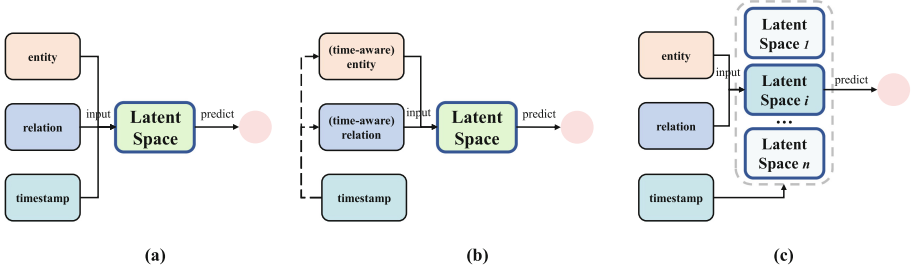 entity
relation
timestamp
input
Latent
Space
predict
(a)
(time-aware)
entity
(time-aware)
relation
timestamp
input
Latent
Space
predict
(b)
entity
relation
timestamp
input
Latent
Space 1
Latent
Space i
...
Latent
Space n
predict
(c)